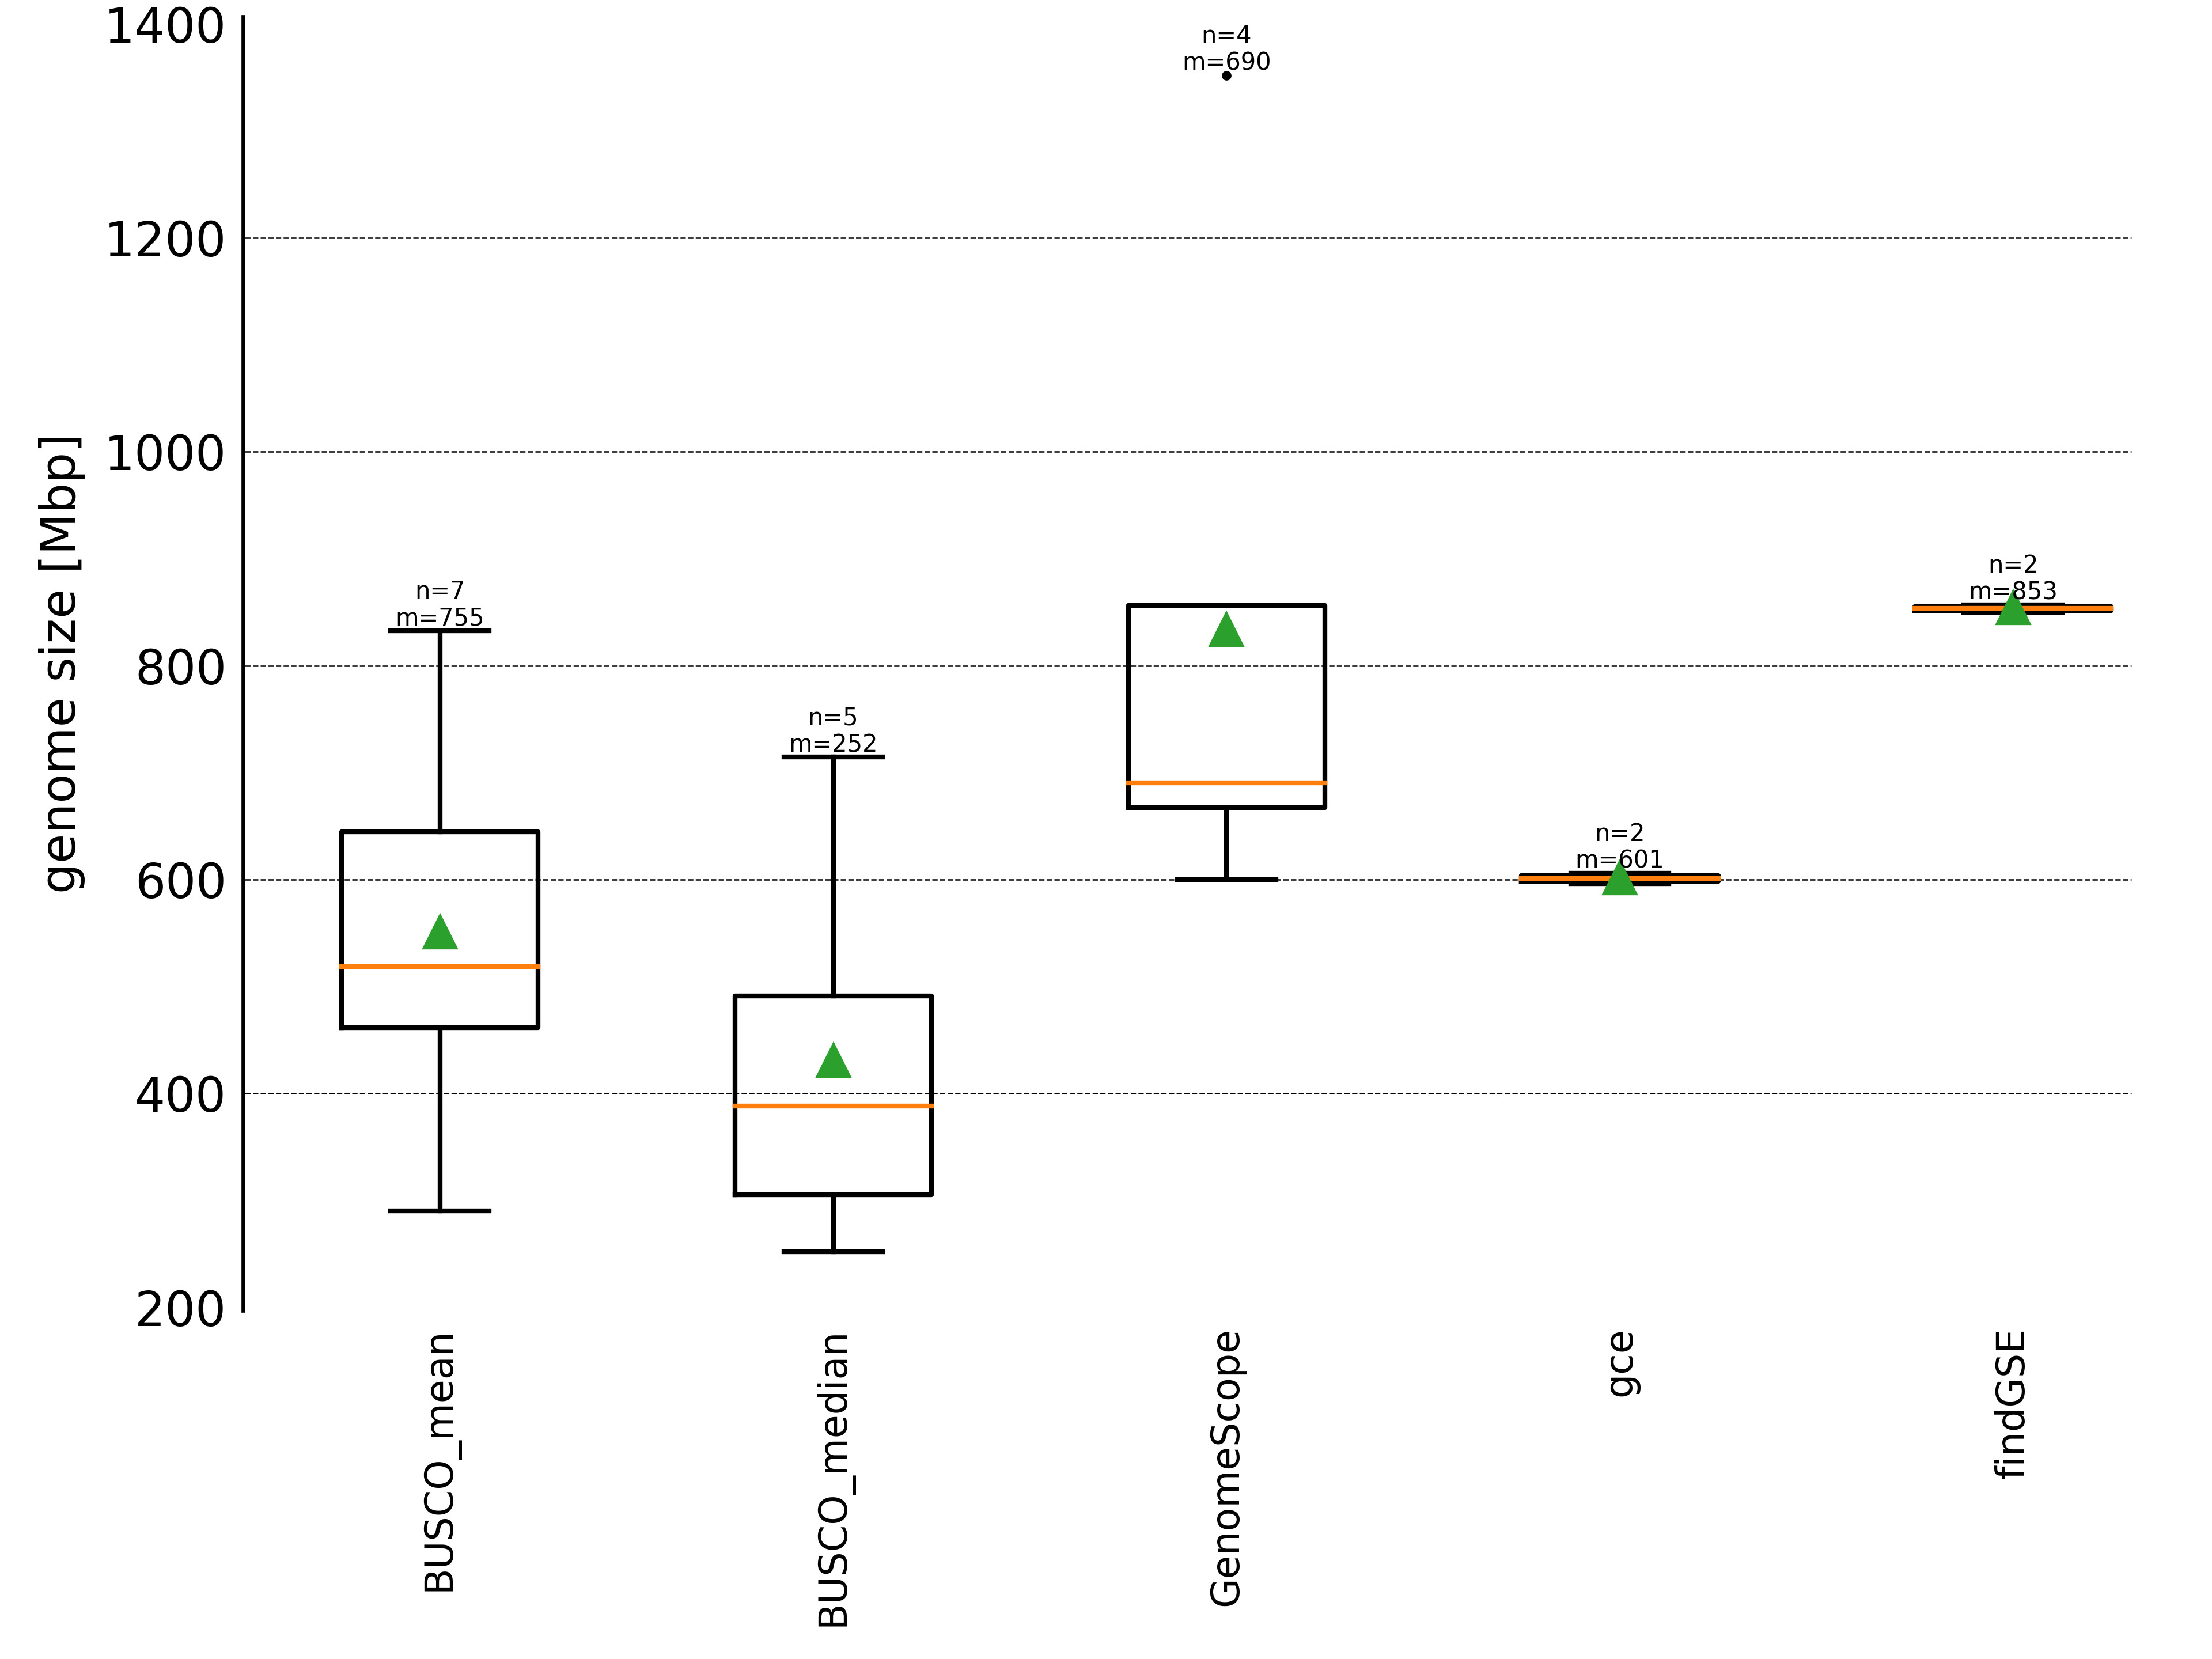 genome size [Mbp]
1400
1200
1000
800
600
400
200
n=7
m=755
n=5
m=252
n=4
m=690
n=2
m=601
n=2
m=853
BUSCO_mean
BUSCO_median
GenomeScope
gce
findGSE